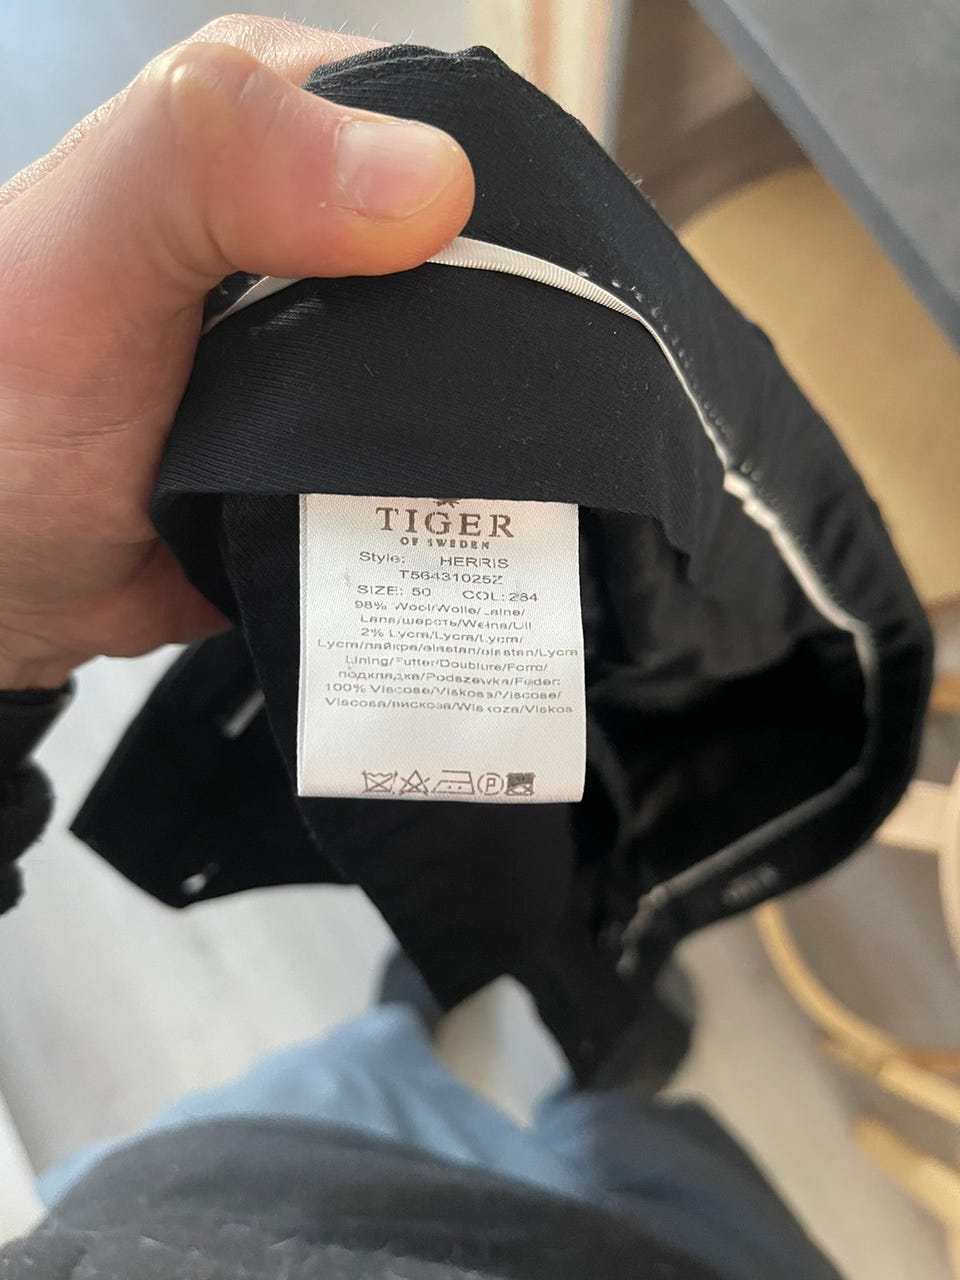 TIGER
OF SWEDEN
Style: HERRIS
T56431025Z
SIZE: 50 COL: 284
98% Wool/Wolle/Laine/
Lana/шерсть/Wełna/Ull
2% Lycra/Lycra/Lycra/
Lycra/лайкра/elastan/elastan/Lycra
Lining/Futter/Doublure/Forro/
подкладка/Podszewka/Foder:
100% Viscose/Viskose/Viscose/
Viscosa/вискоза/Wiskoza/Viskos
P